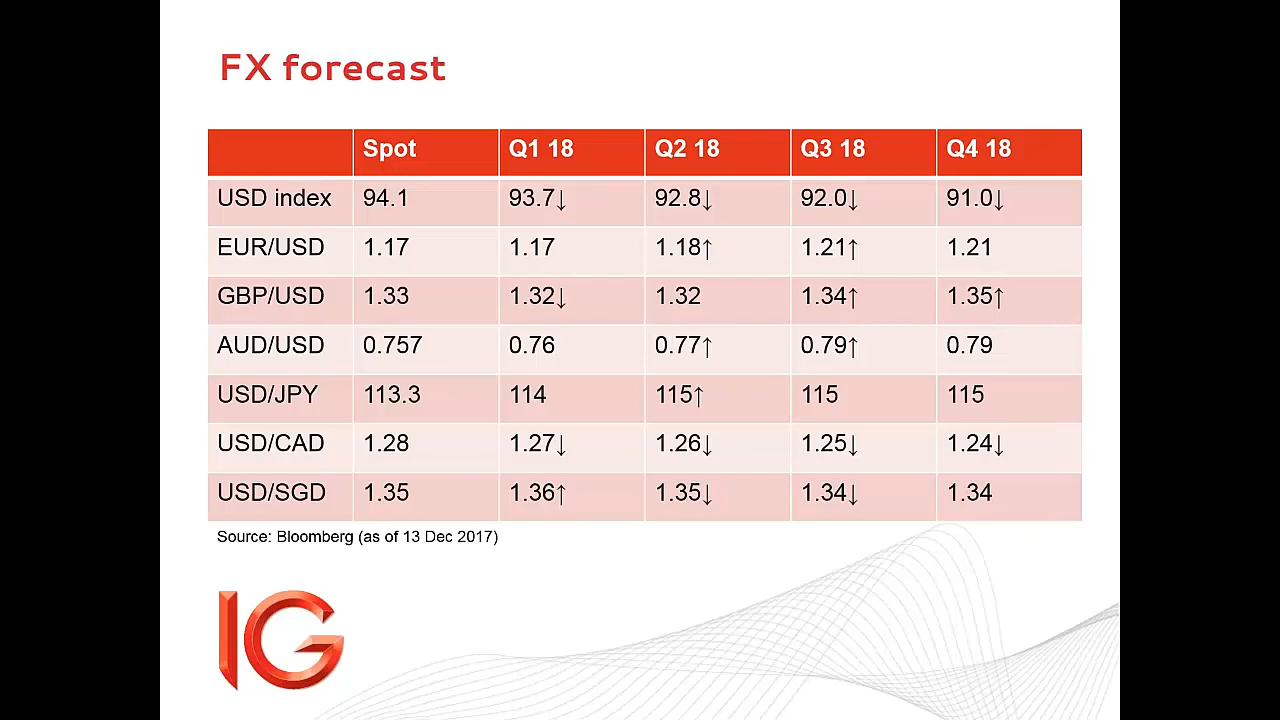 FX forecast
Spot Q1 18 Q2 18 Q3 18 Q4 18
USD index 94.1 93.7↓ 92.8↓ 92.0↓ 91.0↓
EUR/USD 1.17 1.17 1.18↑ 1.21↑ 1.21
GBP/USD 1.33 1.32↓ 1.32 1.34↑ 1.35↑
AUD/USD 0.757 0.76 0.77↑ 0.79↑ 0.79
USD/JPY 113.3 114 115↑ 115 115
USD/CAD 1.28 1.27↓ 1.26↓ 1.25↓ 1.24↓
USD/SGD 1.35 1.36↑ 1.35↓ 1.34↓ 1.34
Source: Bloomberg (as of 13 Dec 2017)
IG